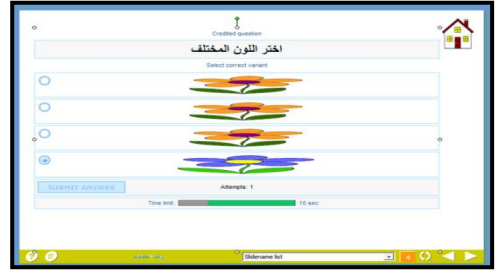 Credited question
اختر اللون المختلف
Select correct variant
SUBMIT ANSWER
Attempts: 1
Time limit
10 sec
Slidename list